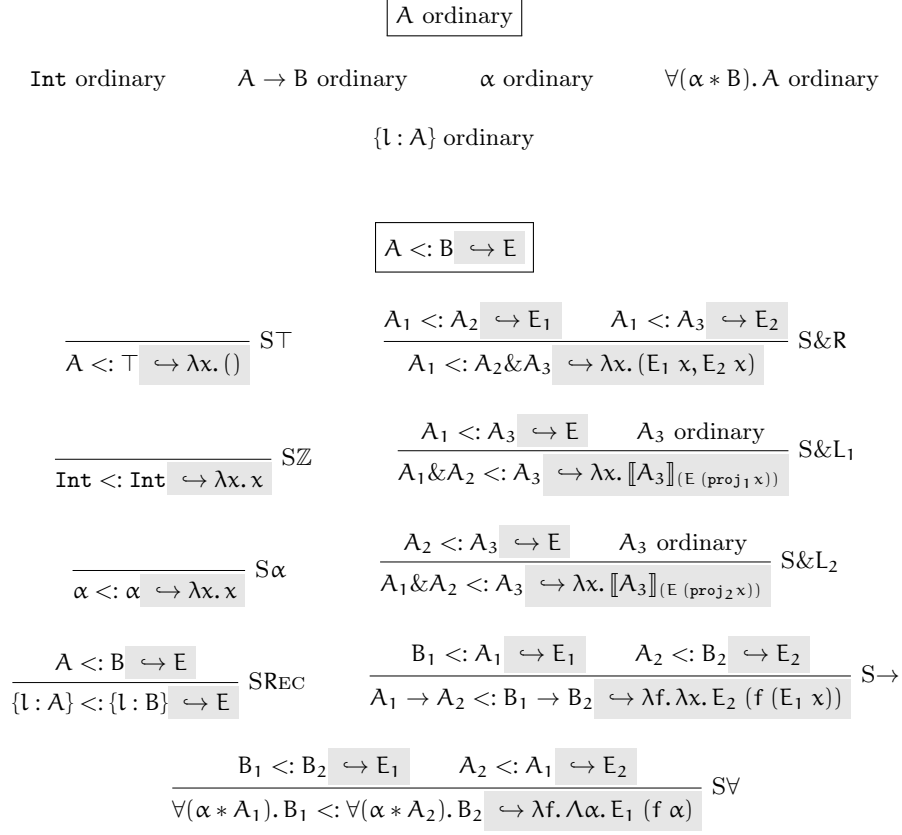 A ordinary
Int ordinary A → B ordinary α ordinary ∀(α ∗ B). A ordinary
{l : A} ordinary
A <: B ↪ E
A <: ⊤ ↪ λx. () S⊤
A₁ <: A₂ ↪ E₁ A₁ <: A₃ ↪ E₂
A₁ <: A₂&A₃ ↪ λx. (E₁ x, E₂ x) S&R
Int <: Int ↪ λx. x Sℤ
A₁ <: A₃ ↪ E A₃ ordinary
A₁&A₂ <: A₃ ↪ λx. ⟦A₃⟧(E (proj₁ x)) S&L₁
α <: α ↪ λx. x Sα
A₂ <: A₃ ↪ E A₃ ordinary
A₁&A₂ <: A₃ ↪ λx. ⟦A₃⟧(E (proj₂ x)) S&L₂
A <: B ↪ E
{l : A} <: {l : B} ↪ E SREC
B₁ <: A₁ ↪ E₁ A₂ <: B₂ ↪ E₂
A₁ → A₂ <: B₁ → B₂ ↪ λf. λx. E₂ (f (E₁ x)) S→
B₁ <: B₂ ↪ E₁ A₂ <: A₁ ↪ E₂
∀(α ∗ A₁). B₁ <: ∀(α ∗ A₂). B₂ ↪ λf. Λα. E₁ (f α) S∀